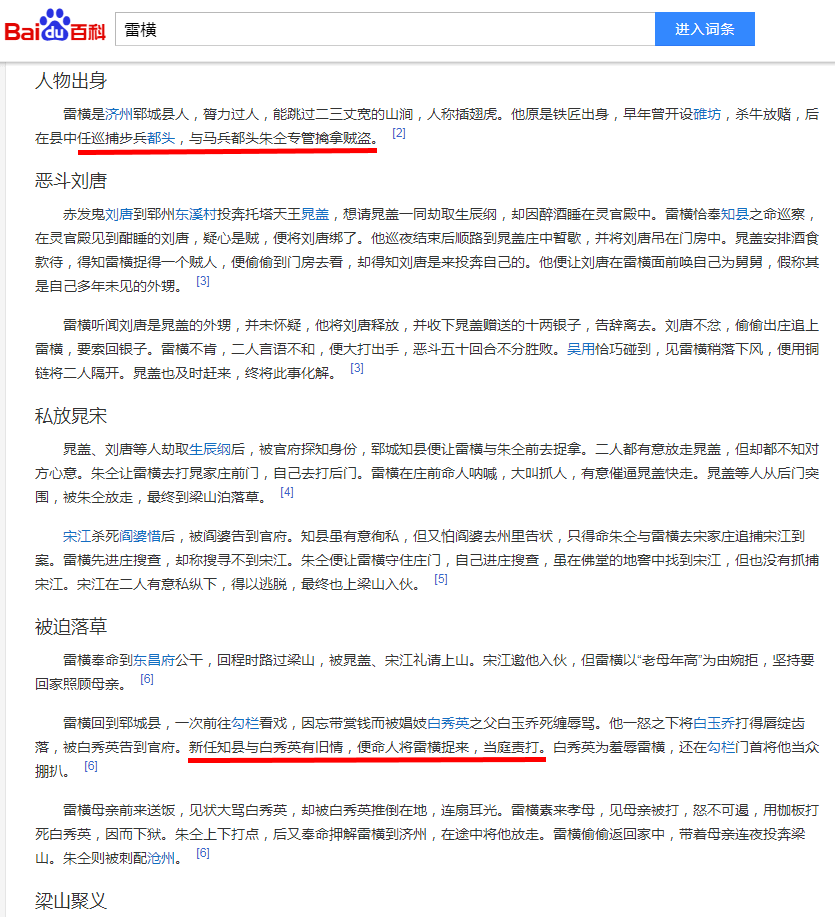 Bai du 百科
雷横
进入词条
人物出身
雷横是济州郓城县人，膂力过人，能跳过二三丈宽的山涧，人称插翅虎。他原是铁匠出身，早年曾开设碓坊，杀牛放赌，后
在县中任巡捕步兵都头，与马兵都头朱仝专管擒拿贼盗。 [2]
恶斗刘唐
赤发鬼刘唐到郓州东溪村投奔托塔天王晁盖，想请晁盖一同劫取生辰纲，却因醉酒睡在灵官殿中。雷横恰奉知县之命巡察，
在灵官殿见到酣睡的刘唐，疑心是贼，便将刘唐绑了。他巡夜结束后顺路到晁盖庄中暂歇，并将刘唐吊在门房中。晁盖安排酒食
款待，得知雷横捉得一个贼人，便偷偷到门房去看，却得知刘唐是来投奔自己的。他便让刘唐在雷横面前唤自己为舅舅，假称其
是自己多年未见的外甥。 [3]
雷横听闻刘唐是晁盖的外甥，并未怀疑，他将刘唐释放，并收下晁盖赠送的十两银子，告辞离去。刘唐不忿，偷偷出庄追上
雷横，要索回银子。雷横不肯，二人言语不和，便大打出手，恶斗五十回合不分胜败。吴用恰巧碰到，见雷横稍落下风，便用铜
链将二人隔开。晁盖也及时赶来，终将此事化解。 [3]
私放晁宋
晁盖、刘唐等人劫取生辰纲后，被官府探知身份，郓城知县便让雷横与朱仝前去捉拿。二人都有意放走晁盖，但却都不知对
方心意。朱仝让雷横去打晁家庄前门，自己去打后门。雷横在庄前命人呐喊，大叫抓人，有意催逼晁盖快走。晁盖等人从后门突
围，被朱仝放走，最终到梁山泊落草。 [4]
宋江杀死阎婆惜后，被阎婆告到官府。知县虽有意徇私，但又怕阎婆去州里告状，只得命朱仝与雷横去宋家庄追捕宋江到
案。雷横先进庄搜查，却称搜寻不到宋江。朱仝便让雷横守住庄门，自己进庄搜查，虽在佛堂的地窖中找到宋江，但也没有抓捕
宋江。宋江在二人有意私纵下，得以逃脱，最终也上梁山入伙。 [5]
被迫落草
雷横奉命到东昌府公干，回程时路过梁山，被晁盖、宋江礼请上山。宋江邀他入伙，但雷横以“老母年高”为由婉拒，坚持要
回家照顾母亲。 [6]
雷横回到郓城县，一次前往勾栏看戏，因忘带赏钱而被娼妓白秀英之父白玉乔死缠辱骂。他一怒之下将白玉乔打得唇绽齿
落，被白秀英告到官府。新任知县与白秀英有旧情，便命人将雷横捉来，当庭责打。白秀英为羞辱雷横，还在勾栏门首将他当众
掤扒。 [6]
雷横母亲前来送饭，见状大骂白秀英，却被白秀英推倒在地，连扇耳光。雷横素来孝母，见母亲被打，怒不可遏，用枷板打
死白秀英，因而下狱。朱仝上下打点，后又奉命押解雷横到济州，在途中将他放走。雷横偷偷返回家中，带着母亲连夜投奔梁
山。朱仝则被刺配沧州。 [6]
梁山聚义